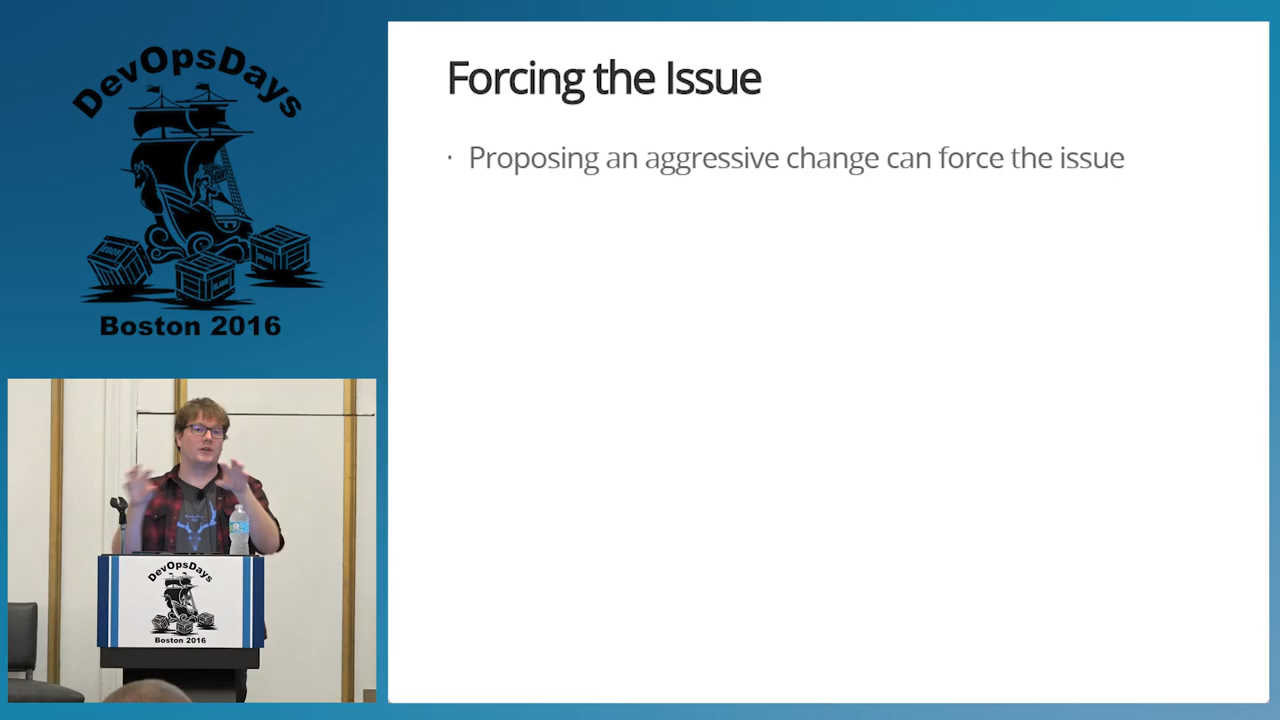 DevOpsDays
Boston 2016
Forcing the Issue
· Proposing an aggressive change can force the issue
DevOpsDays
Boston 2016